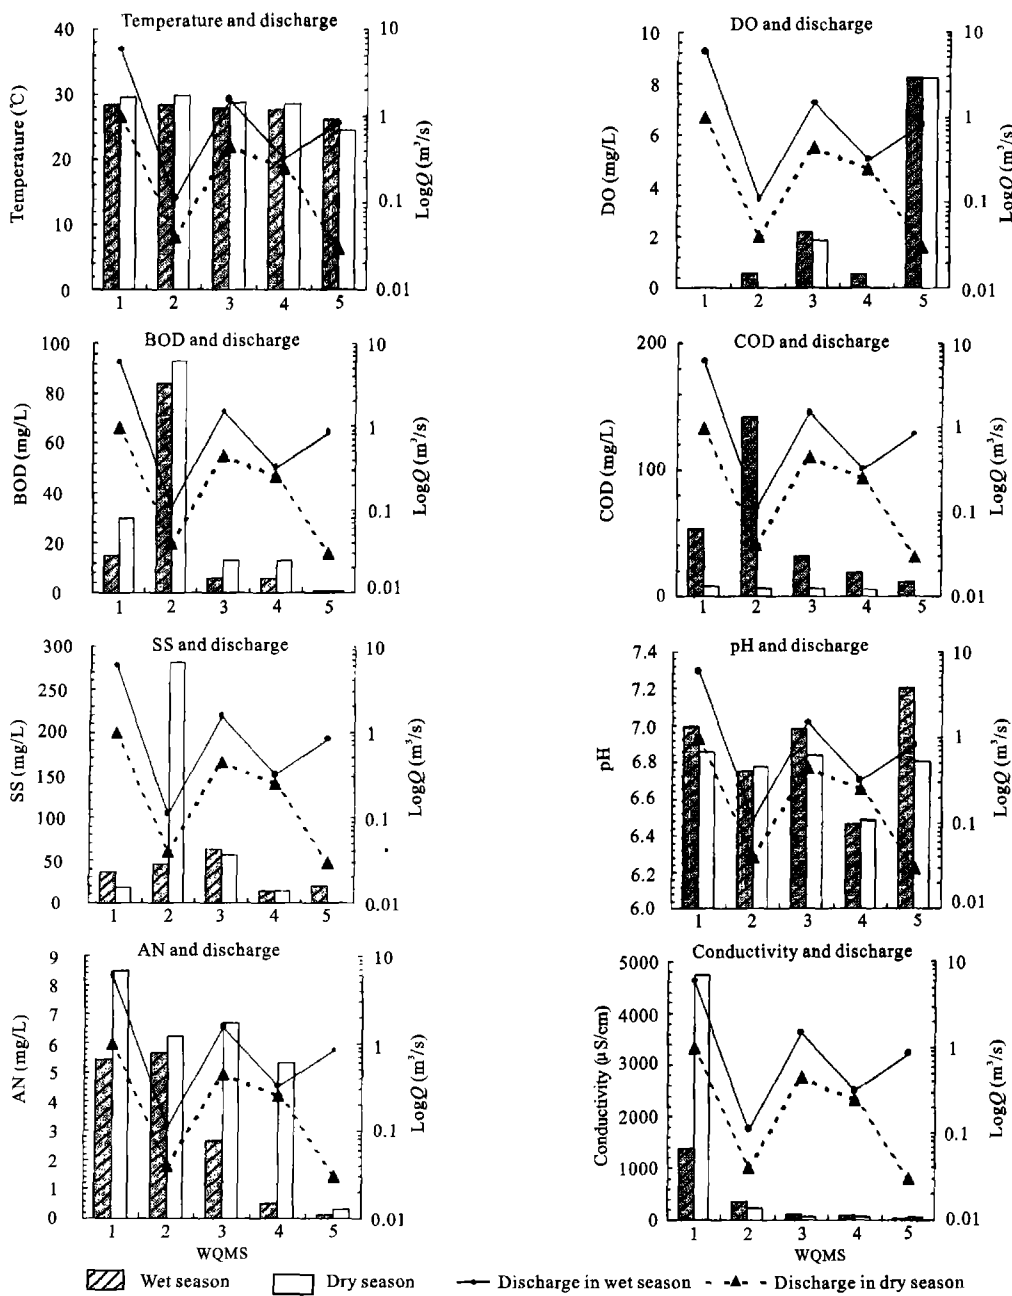 Temperature and discharge
40
30
20
10
0
Temperature (℃)
10
1
0.1
0.01
LogQ (m³/s)
1 2 3 4 5
DO and discharge
10
8
6
4
2
0
DO (mg/L)
10
1
0.1
0.01
LogQ (m³/s)
1 2 3 4 5
BOD and discharge
100
80
60
40
20
0
BOD (mg/L)
10
1
0.1
0.01
LogQ (m³/s)
1 2 3 4 5
COD and discharge
200
100
0
COD (mg/L)
10
1
0.1
0.01
LogQ (m³/s)
1 2 3 4 5
SS and discharge
300
250
200
150
100
50
0
SS (mg/L)
10
1
0.1
0.01
LogQ (m³/s)
1 2 3 4 5
pH and discharge
7.4
7.2
7.0
6.8
6.6
6.4
6.2
6.0
pH
10
1
0.1
0.01
LogQ (m³/s)
1 2 3 4 5
AN and discharge
9
8
7
6
5
4
3
2
1
0
AN (mg/L)
10
1
0.1
0.01
LogQ (m³/s)
1 2 3 4 5
WQMS
Conductivity and discharge
5000
4000
3000
2000
1000
0
Conductivity (μS/cm)
10
1
0.1
0.01
LogQ (m³/s)
1 2 3 4 5
WQMS
Wet season Dry season Discharge in wet season Discharge in dry season